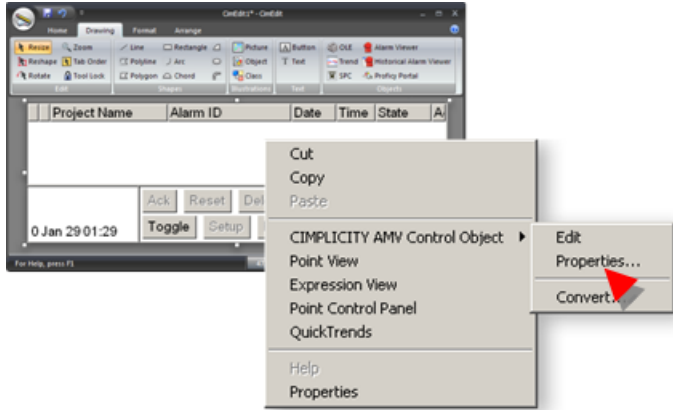 CimEdit1* - CimEdit
Home Drawing Format Arrange
Resize Zoom Line Rectangle Picture Button OLE Alarm Viewer
Reshape Tab Order Polyline Arc Object Text Trend Historical Alarm Viewer
Rotate Tool Lock Polygon Chord Class SPC Proficy Portal
Edit Shapes Illustrations Text Objects
Project Name Alarm ID Date Time State A
Ack Reset Del
0 Jan 29 01:29 Toggle Setup
For Help, press F1
Cut
Copy
Paste
CIMPLICITY AMV Control Object
Point View
Expression View
Point Control Panel
QuickTrends
Help
Properties
Edit
Properties...
Convert...